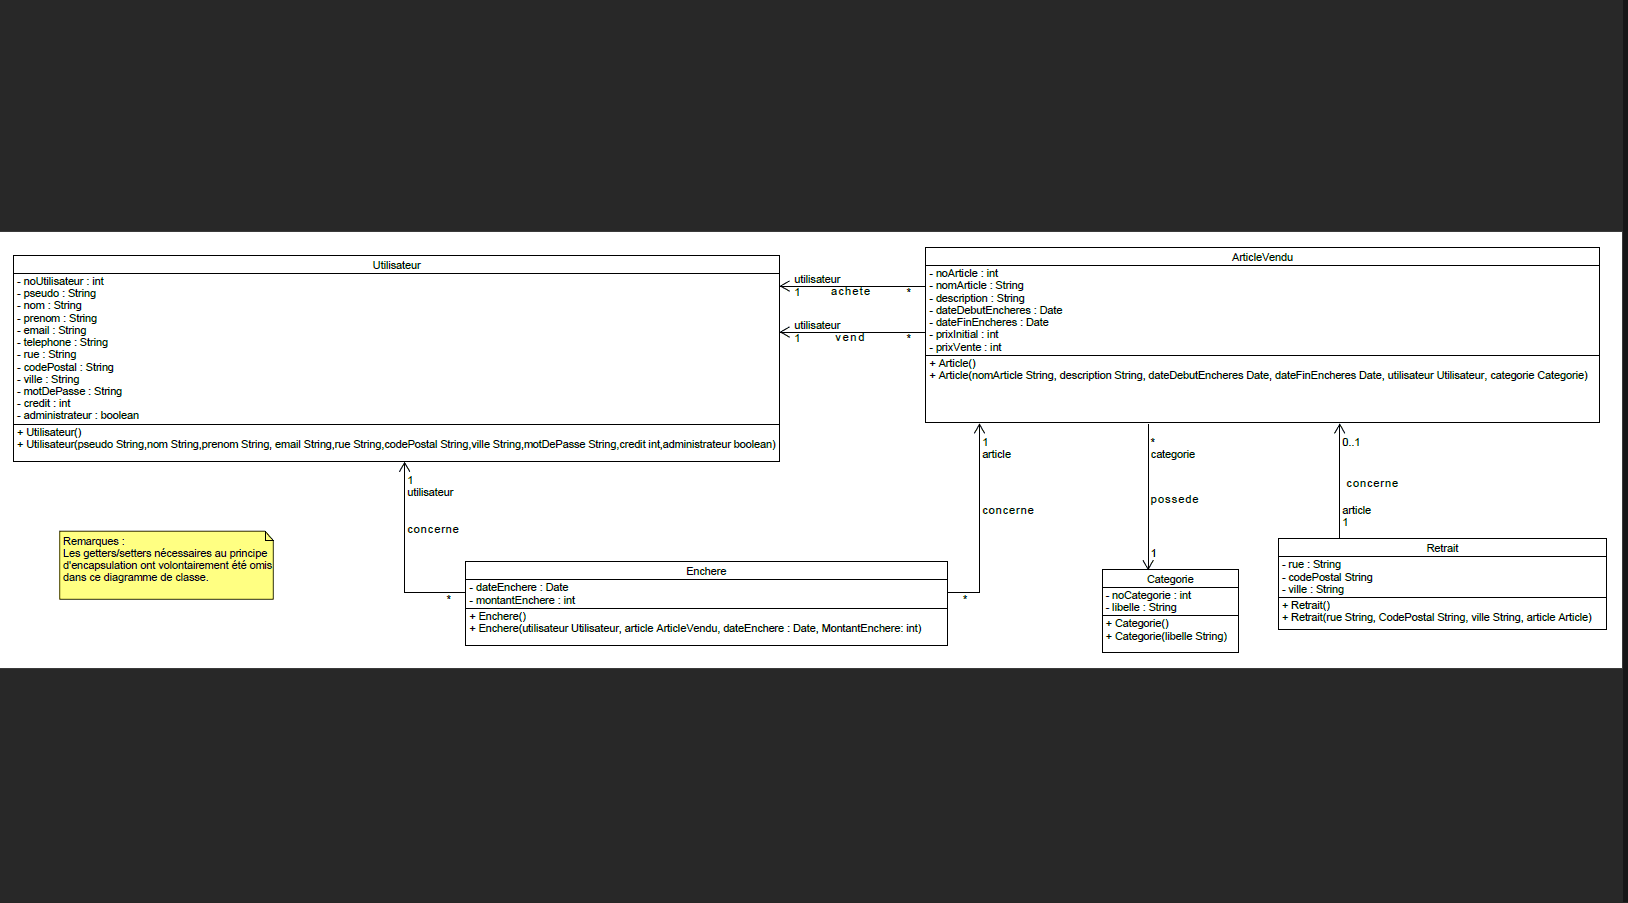 Utilisateur
- noUtilisateur : int
- pseudo : String
- nom : String
- prenom : String
- email : String
- telephone : String
- rue : String
- codePostal : String
- ville : String
- motDePasse : String
- credit : int
- administrateur : boolean
+ Utilisateur()
+ Utilisateur(pseudo String,nom String,prenom String, email String,rue String,codePostal String,ville String,motDePasse String,credit int,administrateur boolean)
utilisateur
1 achete *
utilisateur
1 vend *
ArticleVendu
- noArticle : int
- nomArticle : String
- description : String
- dateDebutEncheres : Date
- dateFinEncheres : Date
- prixInitial : int
- prixVente : int
+ Article()
+ Article(nomArticle String, description String, dateDebutEncheres Date, dateFinEncheres Date, utilisateur Utilisateur, categorie Categorie)
1
utilisateur
concerne
*
1
article
concerne
*
*
categorie
possede
1
0..1
concerne
article
1
Remarques :
Les getters/setters nécessaires au principe
d'encapsulation ont volontairement été omis
dans ce diagramme de classe.
Enchere
- dateEnchere : Date
- montantEnchere : int
+ Enchere()
+ Enchere(utilisateur Utilisateur, article ArticleVendu, dateEnchere : Date, MontantEnchere: int)
Categorie
- noCategorie : int
- libelle : String
+ Categorie()
+ Categorie(libelle String)
Retrait
- rue : String
- codePostal String
- ville : String
+ Retrait()
+ Retrait(rue String, CodePostal String, ville String, article Article)